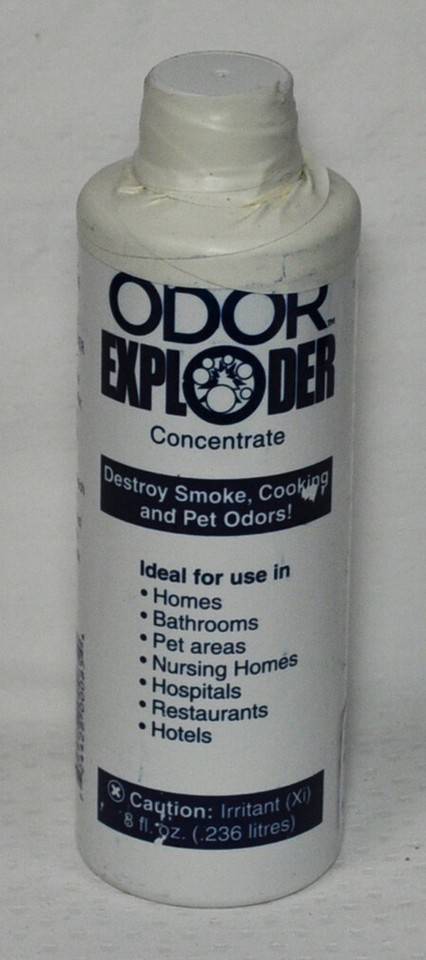 ODOR™
EXPLODER
Concentrate
Destroy Smoke, Cooking
and Pet Odors!
Ideal for use in
• Homes
• Bathrooms
• Pet areas
• Nursing Homes
• Hospitals
• Restaurants
• Hotels
Caution: Irritant (Xi)
8 fl. oz. (.236 litres)